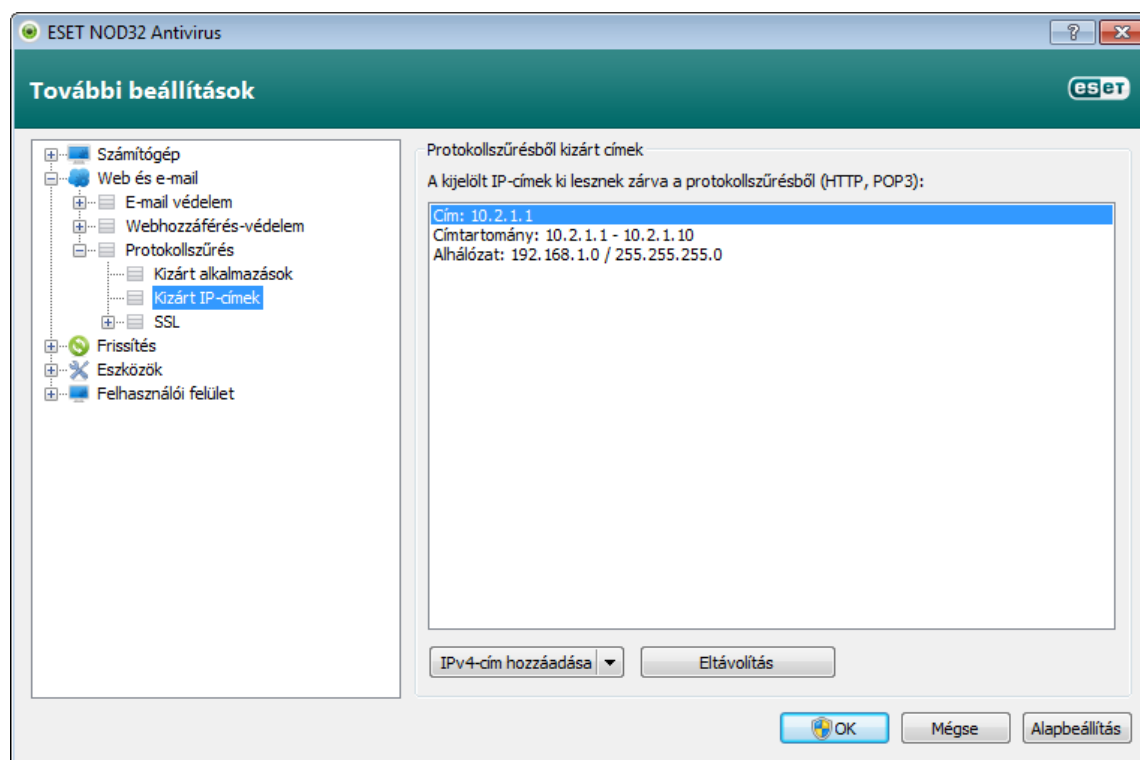 ESET NOD32 Antivirus
További beállítások
eset
Számítógép
Web és e-mail
E-mail védelem
Webhozzáférés-védelem
Protokollszűrés
Kizárt alkalmazások
Kizárt IP-címek
SSL
Frissítés
Eszközök
Felhasználói felület
Protokollszűrésből kizárt címek
A kijelölt IP-címek ki lesznek zárva a protokollszűrésből (HTTP, POP3):
Cím: 10.2.1.1
Címtartomány: 10.2.1.1 - 10.2.1.10
Alhálózat: 192.168.1.0 / 255.255.255.0
IPv4-cím hozzáadása
Eltávolítás
OK
Mégse
Alapbeállítás